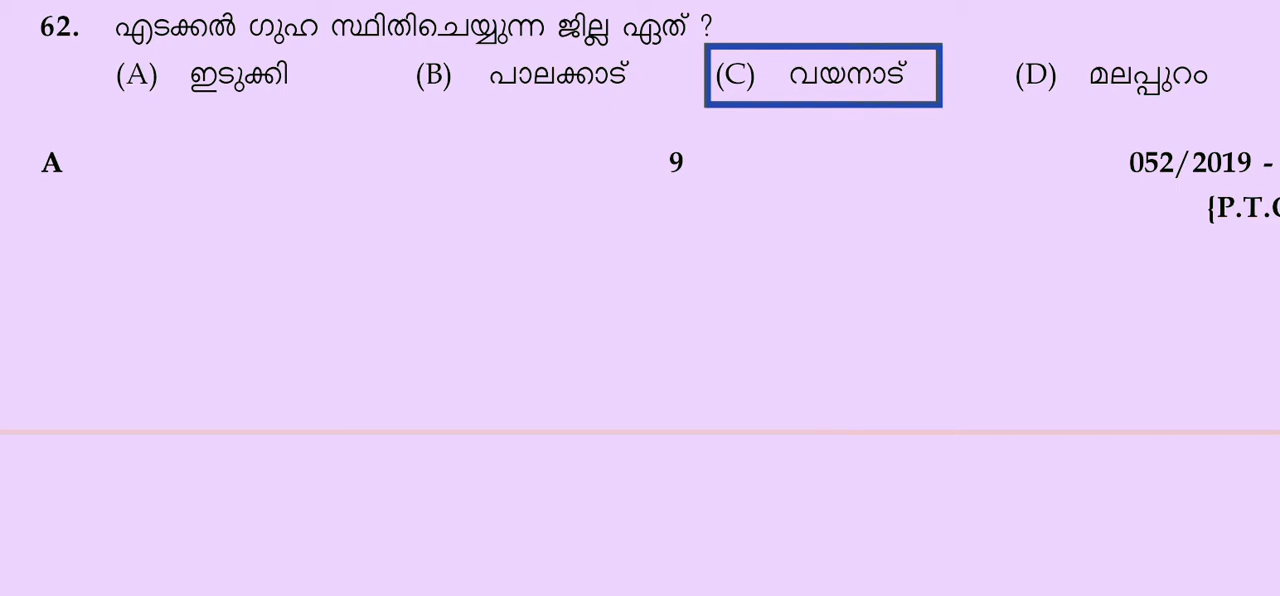 62. എടക്കൽ ഗുഹ സ്ഥിതിചെയ്യുന്ന ജില്ല ഏത് ?
(A) ഇടുക്കി (B) പാലക്കാട് (C) വയനാട് (D) മലപ്പുറം
A 9 052/2019 -
{P.T.